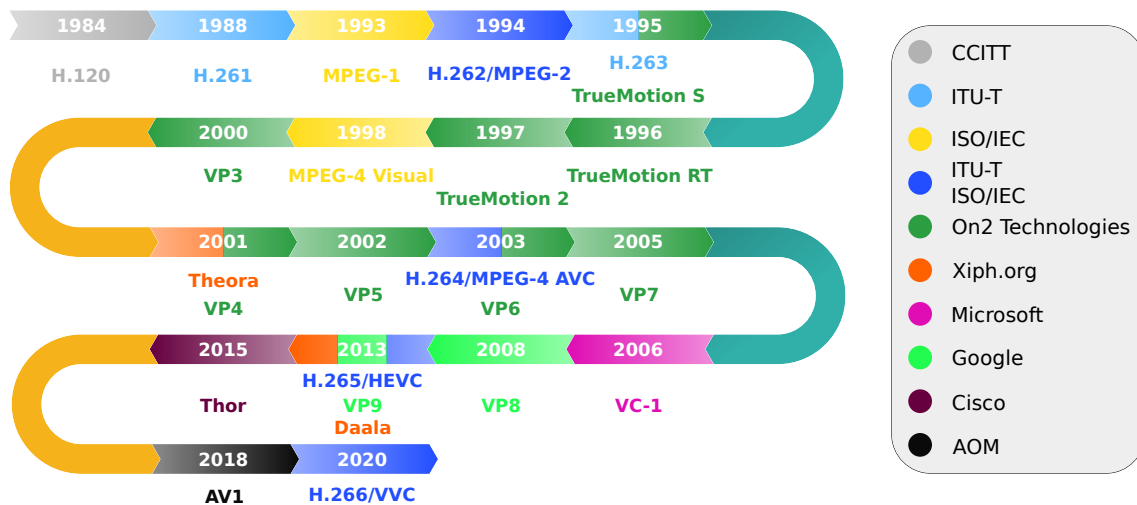 1984
1988
1993
1994
1995
H.120
H.261
MPEG-1
H.262/MPEG-2
H.263
TrueMotion S
2000
1998
1997
1996
VP3
MPEG-4 Visual
TrueMotion 2
TrueMotion RT
2001
2002
2003
2005
Theora
VP4
VP5
H.264/MPEG-4 AVC
VP6
VP7
2015
2013
2008
2006
Thor
H.265/HEVC
VP9
Daala
VP8
VC-1
2018
2020
AV1
H.266/VVC
CCITT
ITU-T
ISO/IEC
ITU-T
ISO/IEC
On2 Technologies
Xiph.org
Microsoft
Google
Cisco
AOM